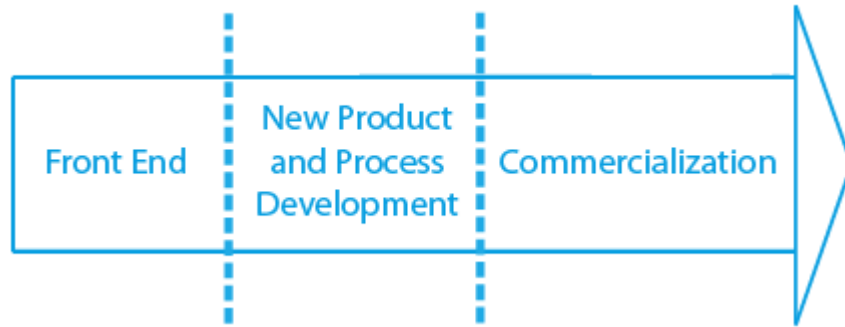 Front End
New Product
and Process
Development
Commercialization